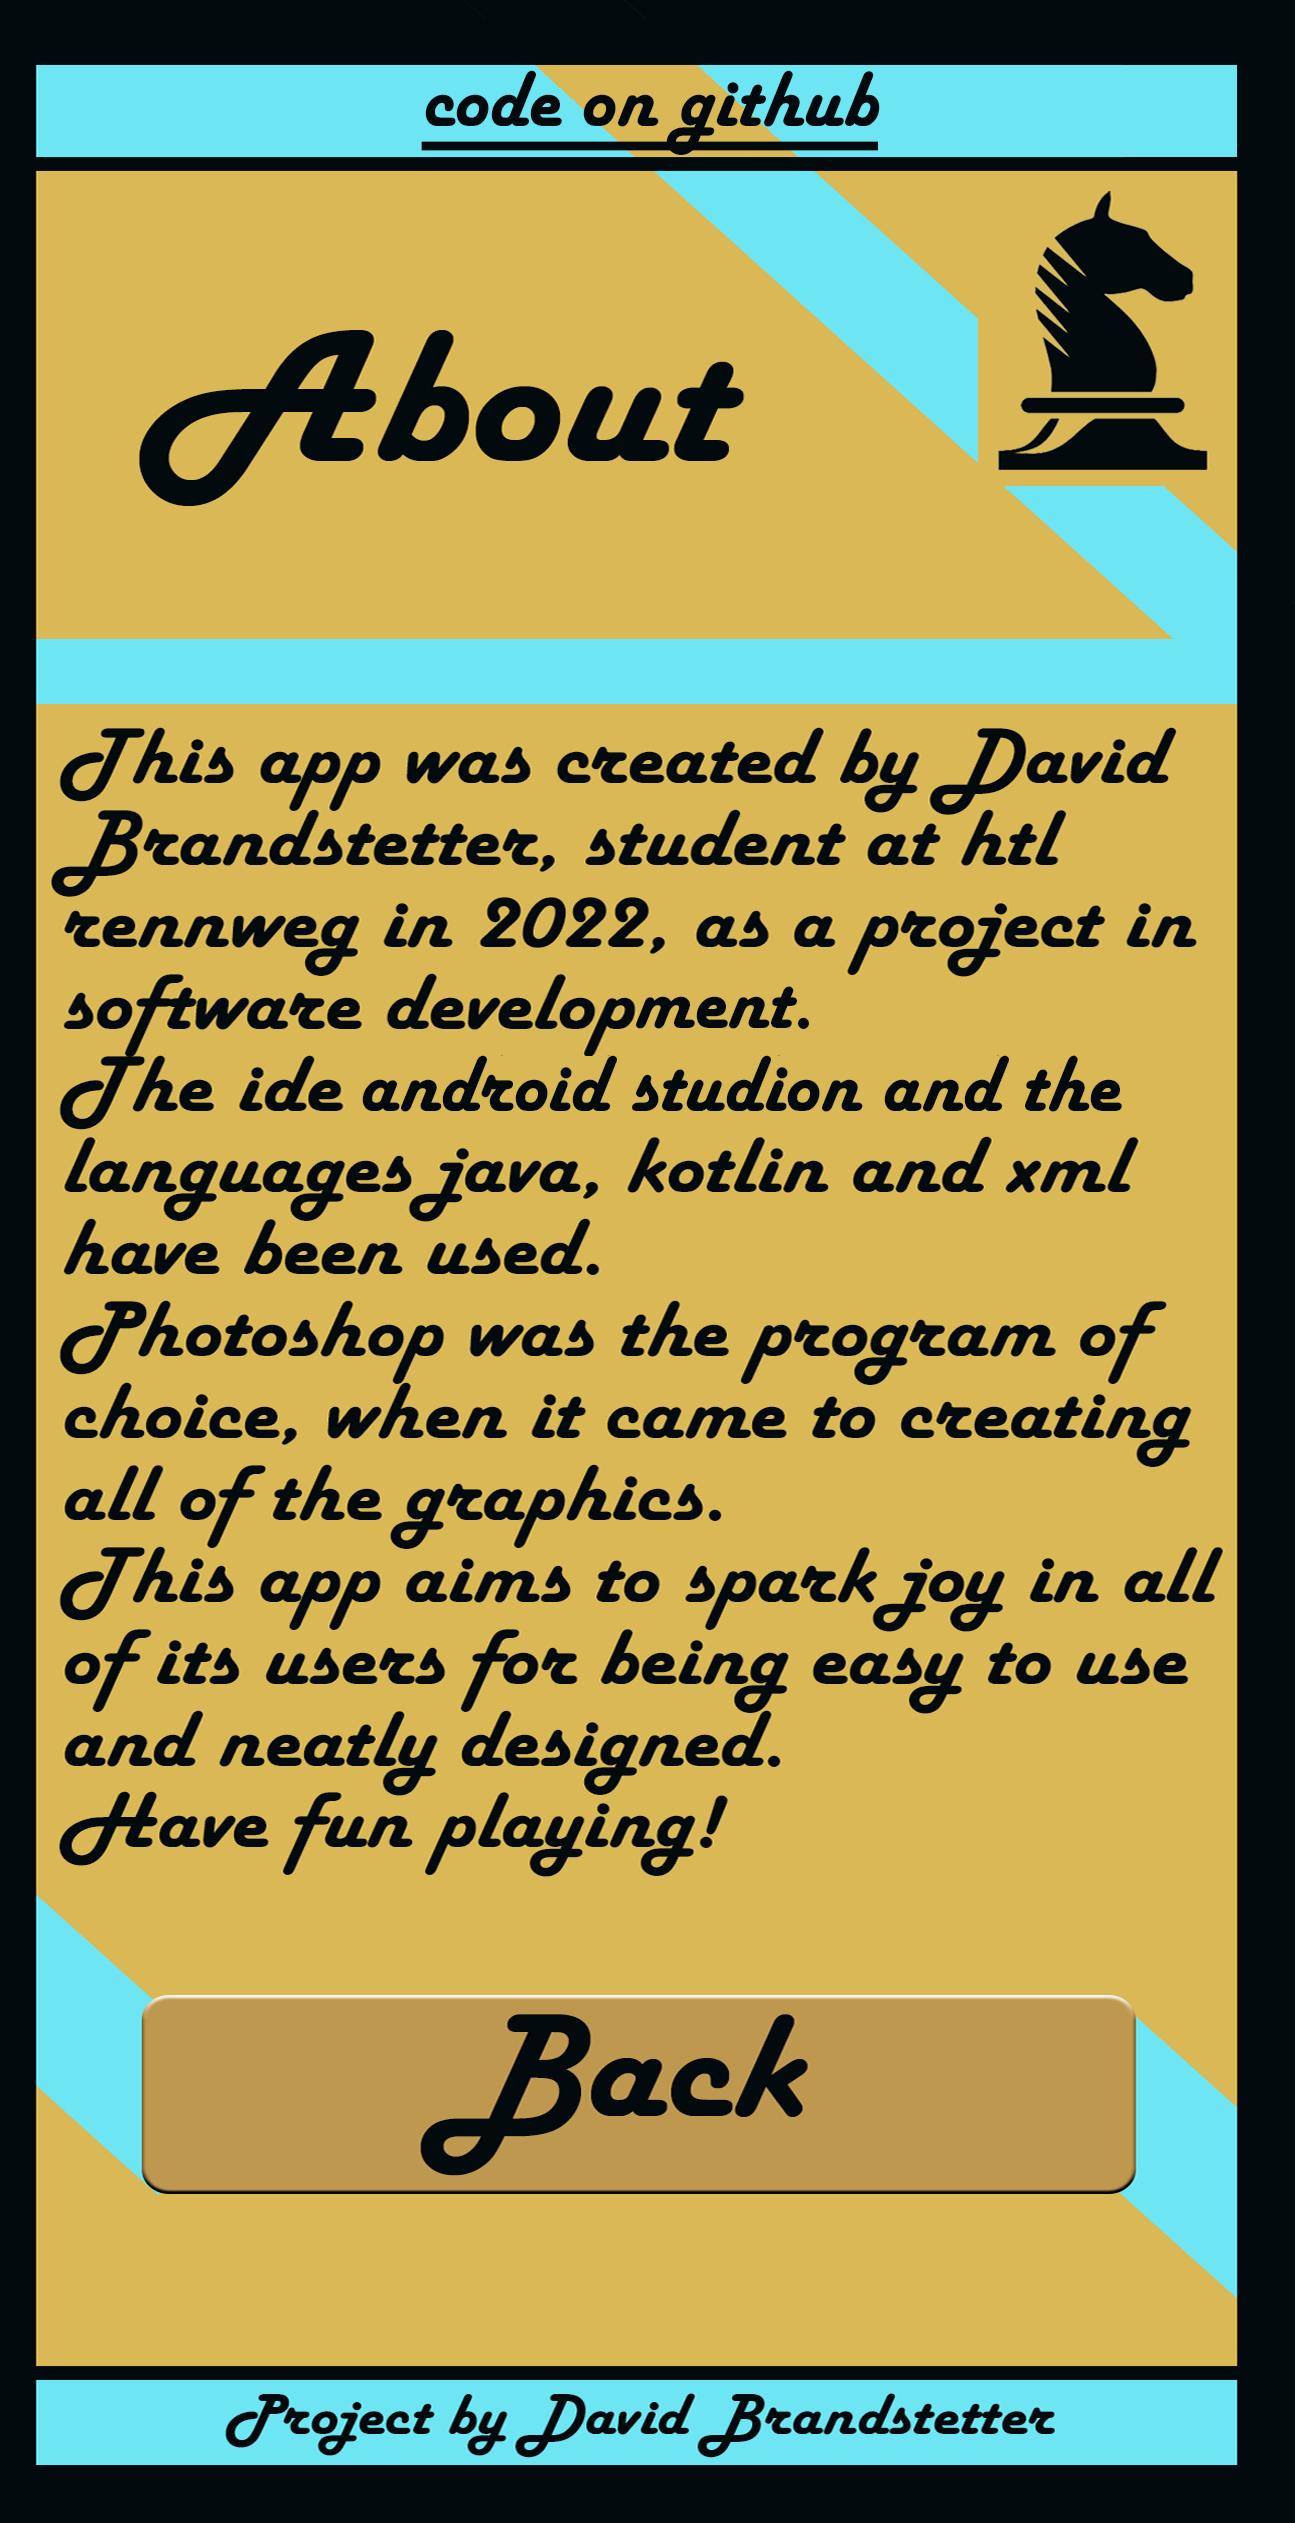 code on github
About
This app was created by David
Brandstetter, student at htl
rennweg in 2022, as a project in
software development.
The ide android studion and the
languages java, kotlin and xml
have been used.
Photoshop was the program of
choice, when it came to creating
all of the graphics.
This app aims to spark joy in all
of its users for being easy to use
and neatly designed.
Have fun playing!
Back
Project by David Brandstetter